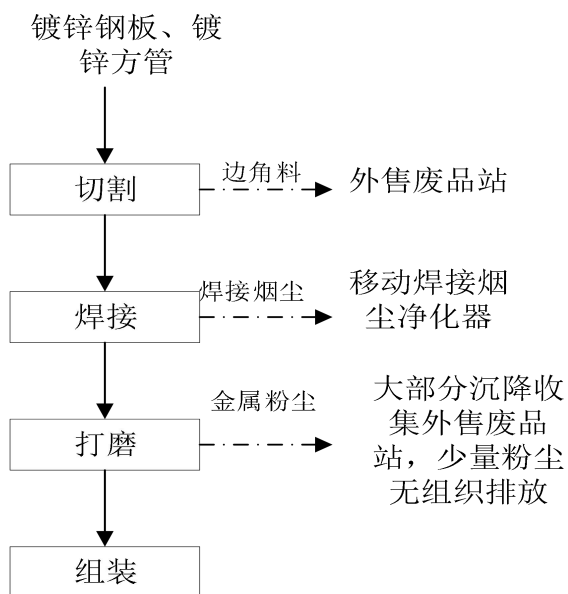 镀锌钢板、镀
锌方管
切割
边角料
外售废品站
焊接
焊接烟尘
移动焊接烟
尘净化器
打磨
金属粉尘
大部分沉降收
集外售废品
站，少量粉尘
无组织排放
组装